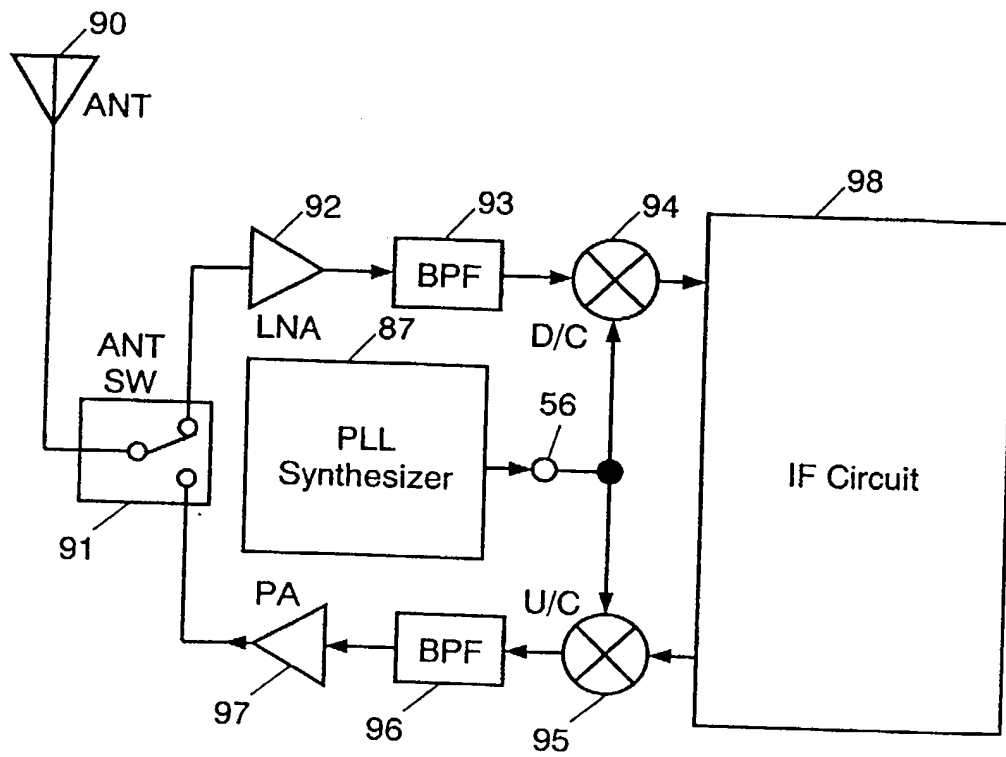 90
ANT
92
93
94
98
BPF
LNA
87
D/C
ANT
SW
56
PLL
Synthesizer
IF Circuit
91
PA
U/C
BPF
97
96
95